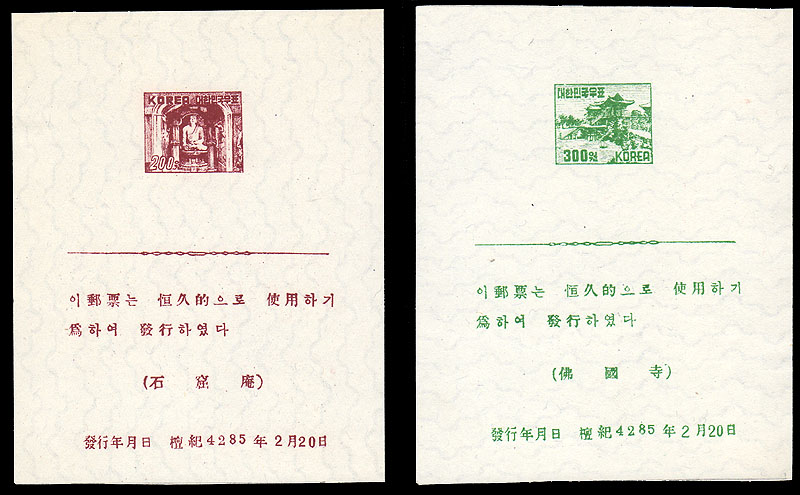 KOREA 대한민국우표
200원
이郵票는 恒久的으로 使用하기
爲하여 發行하였다
(石窟庵)
發行年月日 檀紀4285年2月20日
대한민국우표
300원 KOREA
이郵票는 恒久的으로 使用하기
爲하여 發行하였다
(佛國寺)
發行年月日 檀紀4285年2月20日